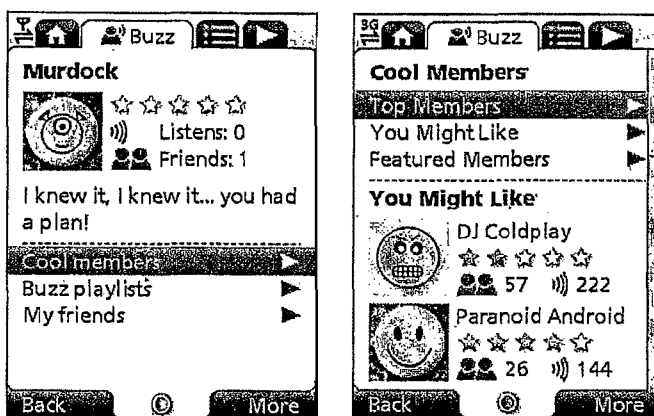 Buzz
Murdock
Listens: 0
Friends: 1
I knew it, I knew it... you had
a plan!
Cool members
Buzz playlists
My friends
Back
More
3G
Buzz
Cool Members
Top Members
You Might Like
Featured Members
You Might Like
DJ Coldplay
57 222
Paranoid Android
26 144
Back
More